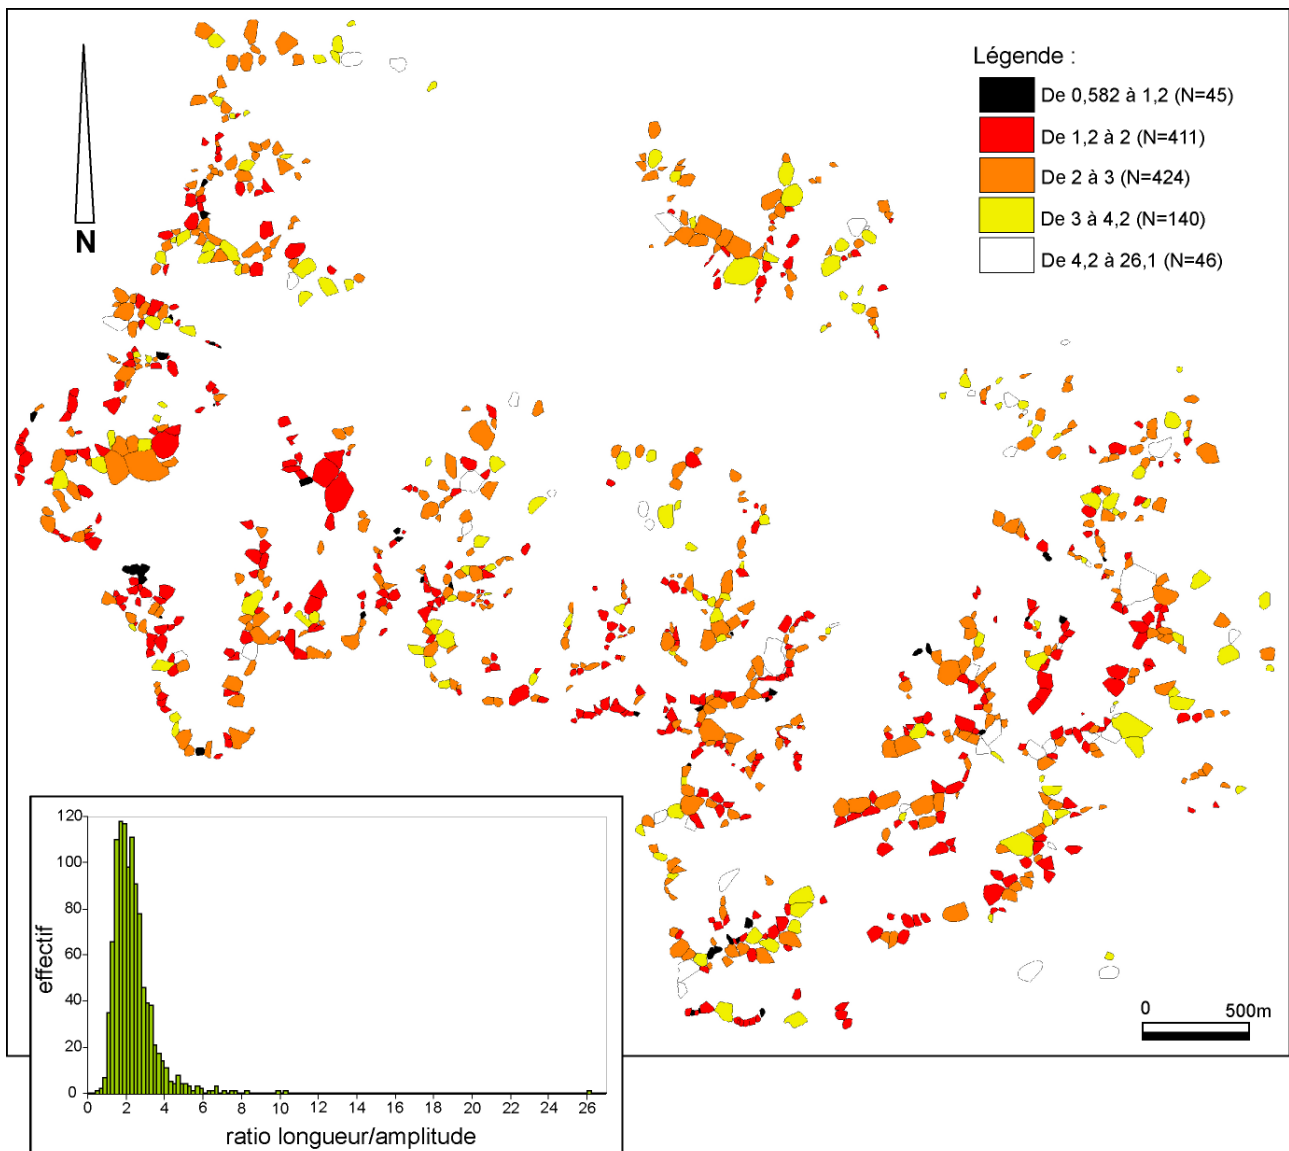 Légende :
De 0,582 à 1,2 (N=45)
De 1,2 à 2 (N=411)
De 2 à 3 (N=424)
De 3 à 4,2 (N=140)
De 4,2 à 26,1 (N=46)
N
0 500m
120
100
80
60
40
20
0
effectif
0 2 4 6 8 10 12 14 16 18 20 22 24 26
ratio longueur/amplitude